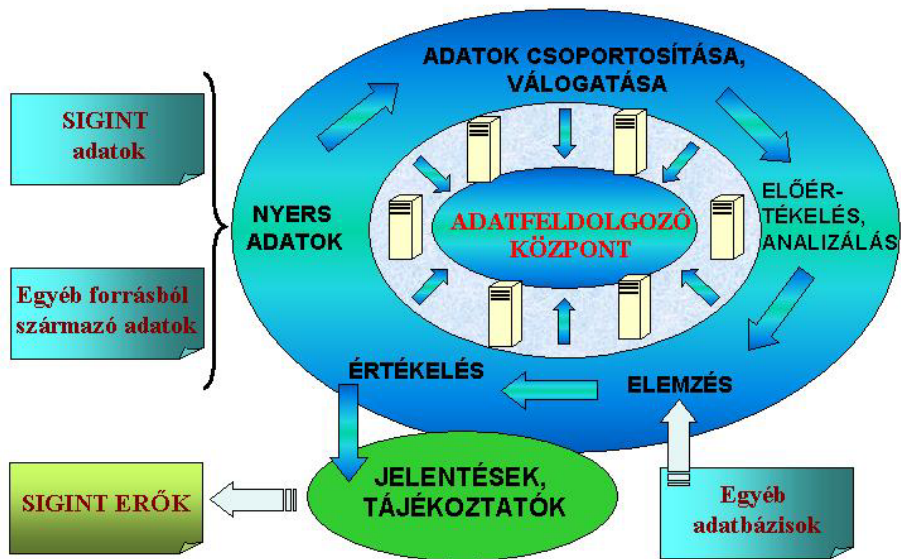 ADATOK CSOPORTOSÍTÁSA,
VÁLOGATÁSA
SIGINT
adatok
NYERS
ADATOK
ADATFELDOLGOZÓ
KÖZPONT
ELŐÉR-
TÉKELÉS,
ANALIZÁLÁS
Egyéb forrásból
származó adatok
ÉRTÉKELÉS
ELEMZÉS
SIGINT ERŐK
JELENTÉSEK,
TÁJÉKOZTATÓK
Egyéb
adatbázisok